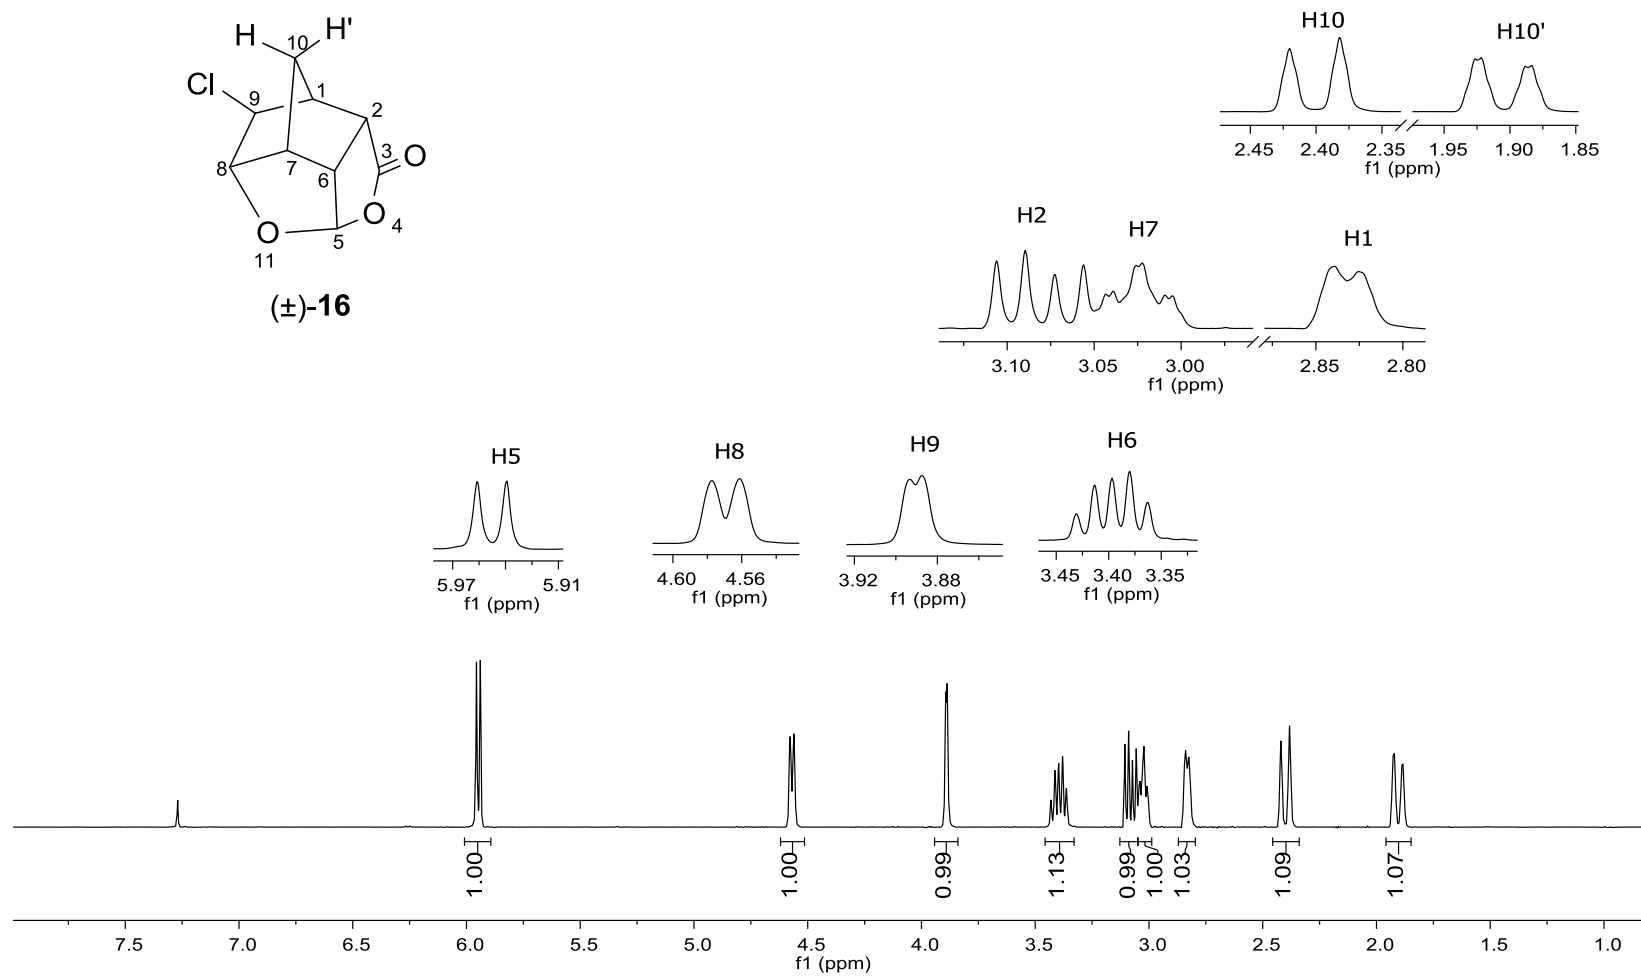 H
H'
10
Cl
9
1
2
3
O
8
7
6
O
4
O
5
11
(±)-16
H10
H10'
2.45
2.40
2.35
1.95
1.90
1.85
f1 (ppm)
H2
H7
H1
3.10
3.05
3.00
2.85
2.80
f1 (ppm)
H5
H8
H9
H6
5.97
5.91
f1 (ppm)
4.60
4.56
f1 (ppm)
3.92
3.88
f1 (ppm)
3.45
3.40
3.35
f1 (ppm)
1.00
1.00
0.99
1.13
0.99
1.00
1.03
1.09
1.07
7.5
7.0
6.5
6.0
5.5
5.0
4.5
4.0
3.5
3.0
2.5
2.0
1.5
1.0
f1 (ppm)